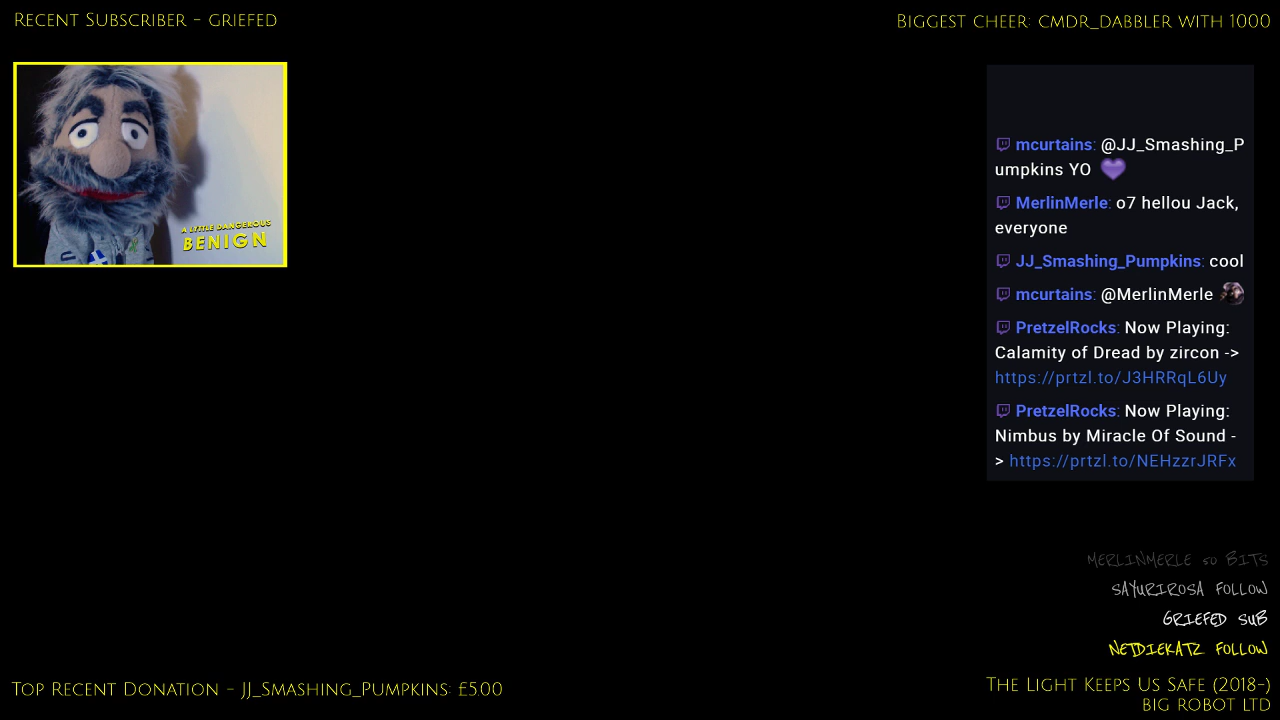 Recent Subscriber - griefed
Biggest cheer: cmdr_dabbler with 1000
A LITTLE DANGEROUS
BENIGN
mcurtains: @JJ_Smashing_P
umpkins YO
MerlinMerle: o7 hellou Jack,
everyone
JJ_Smashing_Pumpkins: cool
mcurtains: @MerlinMerle
PretzelRocks: Now Playing:
Calamity of Dread by zircon ->
https://prtzl.to/J3HRRqL6Uy
PretzelRocks: Now Playing:
Nimbus by Miracle Of Sound -
> https://prtzl.to/NEHzzrJRFx
MERLINMERLE 50 BITS
SAYURIROSA FOLLOW
GRIEFED SUB
NETDIEKATZ FOLLOW
Top Recent Donation - JJ_Smashing_Pumpkins: £5.00
The Light Keeps Us Safe (2018-)
BIG ROBOT LTD